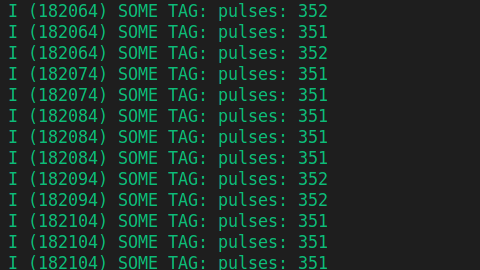 I (182064) SOME TAG: pulses: 352
I (182064) SOME TAG: pulses: 351
I (182064) SOME TAG: pulses: 352
I (182074) SOME TAG: pulses: 351
I (182074) SOME TAG: pulses: 351
I (182084) SOME TAG: pulses: 351
I (182084) SOME TAG: pulses: 351
I (182084) SOME TAG: pulses: 351
I (182094) SOME TAG: pulses: 352
I (182094) SOME TAG: pulses: 352
I (182104) SOME TAG: pulses: 351
I (182104) SOME TAG: pulses: 351
I (182104) SOME TAG: pulses: 351